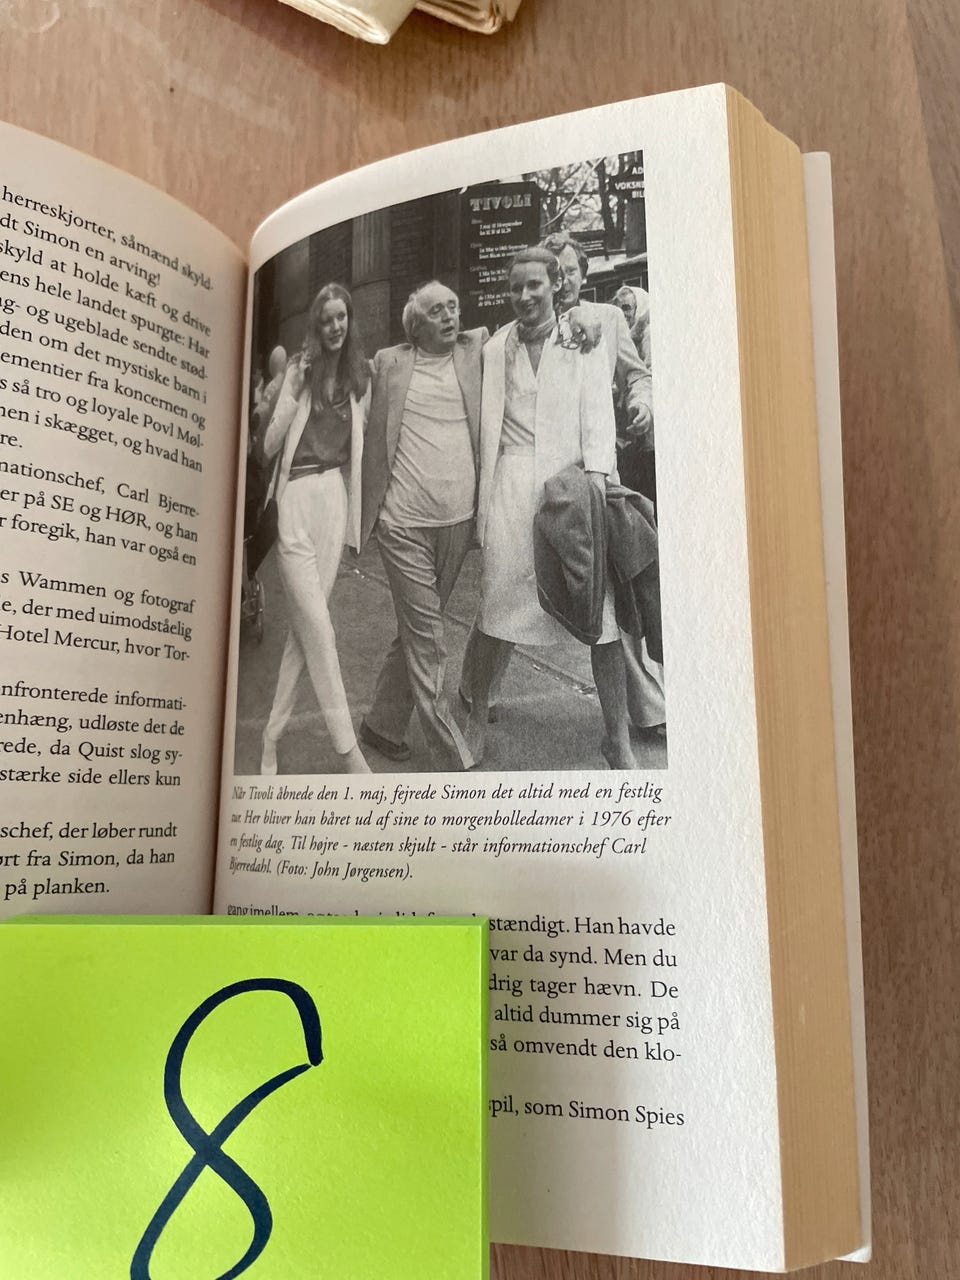 herreskjorter, såmænd skyld.
dt Simon en arving!
skyld at holde kæft og drive
ens hele landet spurgte: Har
ag- og ugeblade sendte stød-
den om det mystiske barn i
ementier fra koncernen og
s så tro og loyale Povl Møl-
nen i skægget, og hvad han
re.
nationschef, Carl Bjerre-
er på SE og HØR, og han
r foregik, han var også en
s Wammen og fotograf
e, der med uimodståelig
Hotel Mercur, hvor Tor-
nfronterede informati-
enhæng, udløste det de
rede, da Quist slog sy-
stærke side ellers kun
schef, der løber rundt
ørt fra Simon, da han
på planken.
TIVOLI
AD
VOKSNE
Når Tivoli åbnede den 1. maj, fejrede Simon det altid med en festlig
tur. Her bliver han båret ud af sine to morgenbolledamer i 1976 efter
en festlig dag. Til højre - næsten skjult - står informationschef Carl
Bjerredahl. (Foto: John Jørgensen).
stændigt. Han havde
var da synd. Men du
drig tager hævn. De
altid dummer sig på
så omvendt den klo-
spil, som Simon Spies
8